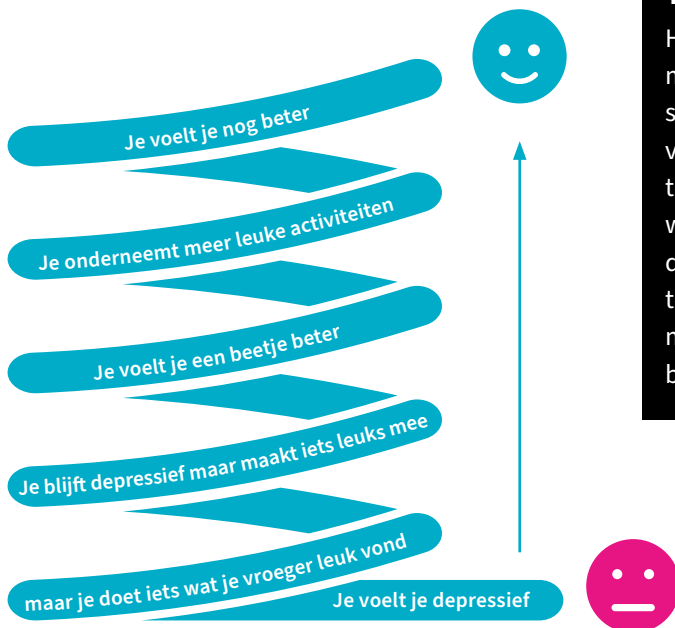 Je voelt je nog beter
Je onderneemt meer leuke activiteiten
Je voelt je een beetje beter
Je blijft depressief maar maakt iets leuks mee
maar je doet iets wat je vroeger leuk vond
Je voelt je depressief